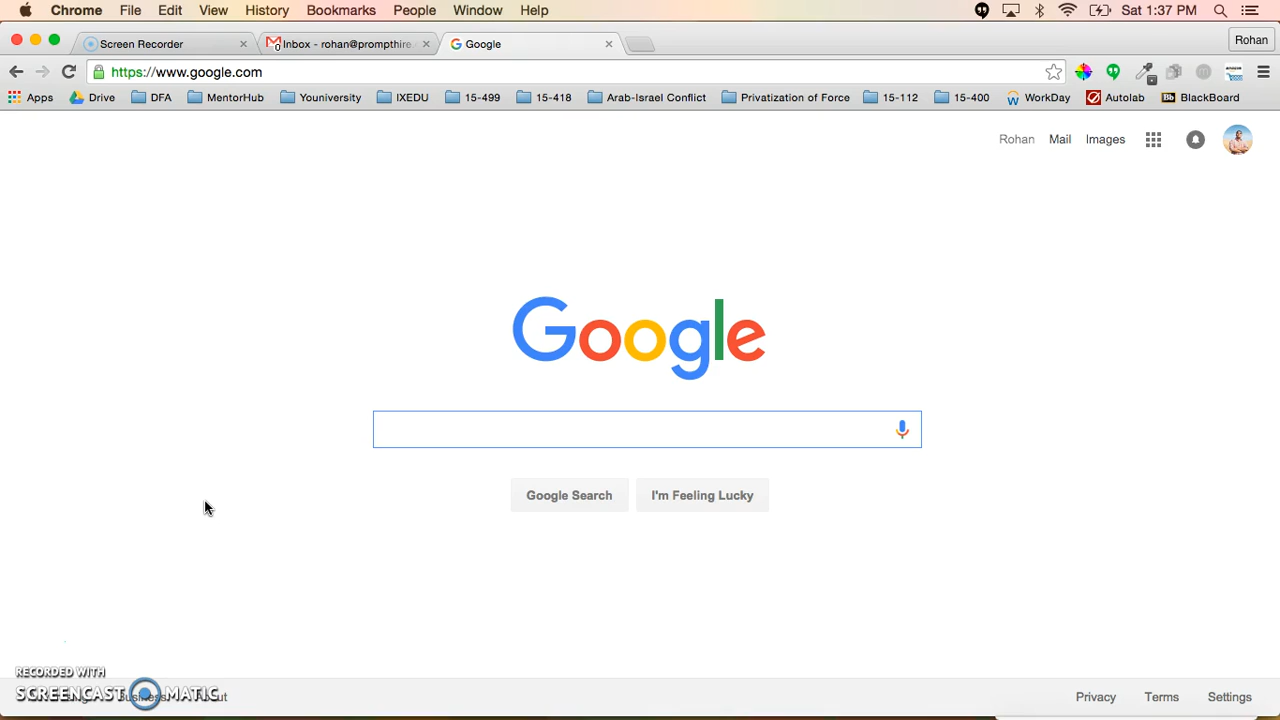 Chrome File Edit View History Bookmarks People Window Help Sat 1:37 PM
Screen Recorder Inbox - rohan@prompthire Google Rohan
https://www.google.com
Apps Drive DFA MentorHub Youniversity IXEDU 15-499 15-418 Arab-Israel Conflict Privatization of Force 15-112 15-400 WorkDay Autolab BlackBoard
Rohan Mail Images
Google
Google Search I'm Feeling Lucky
RECORDED WITH
SCREENCAST MATIC
About Privacy Terms Settings